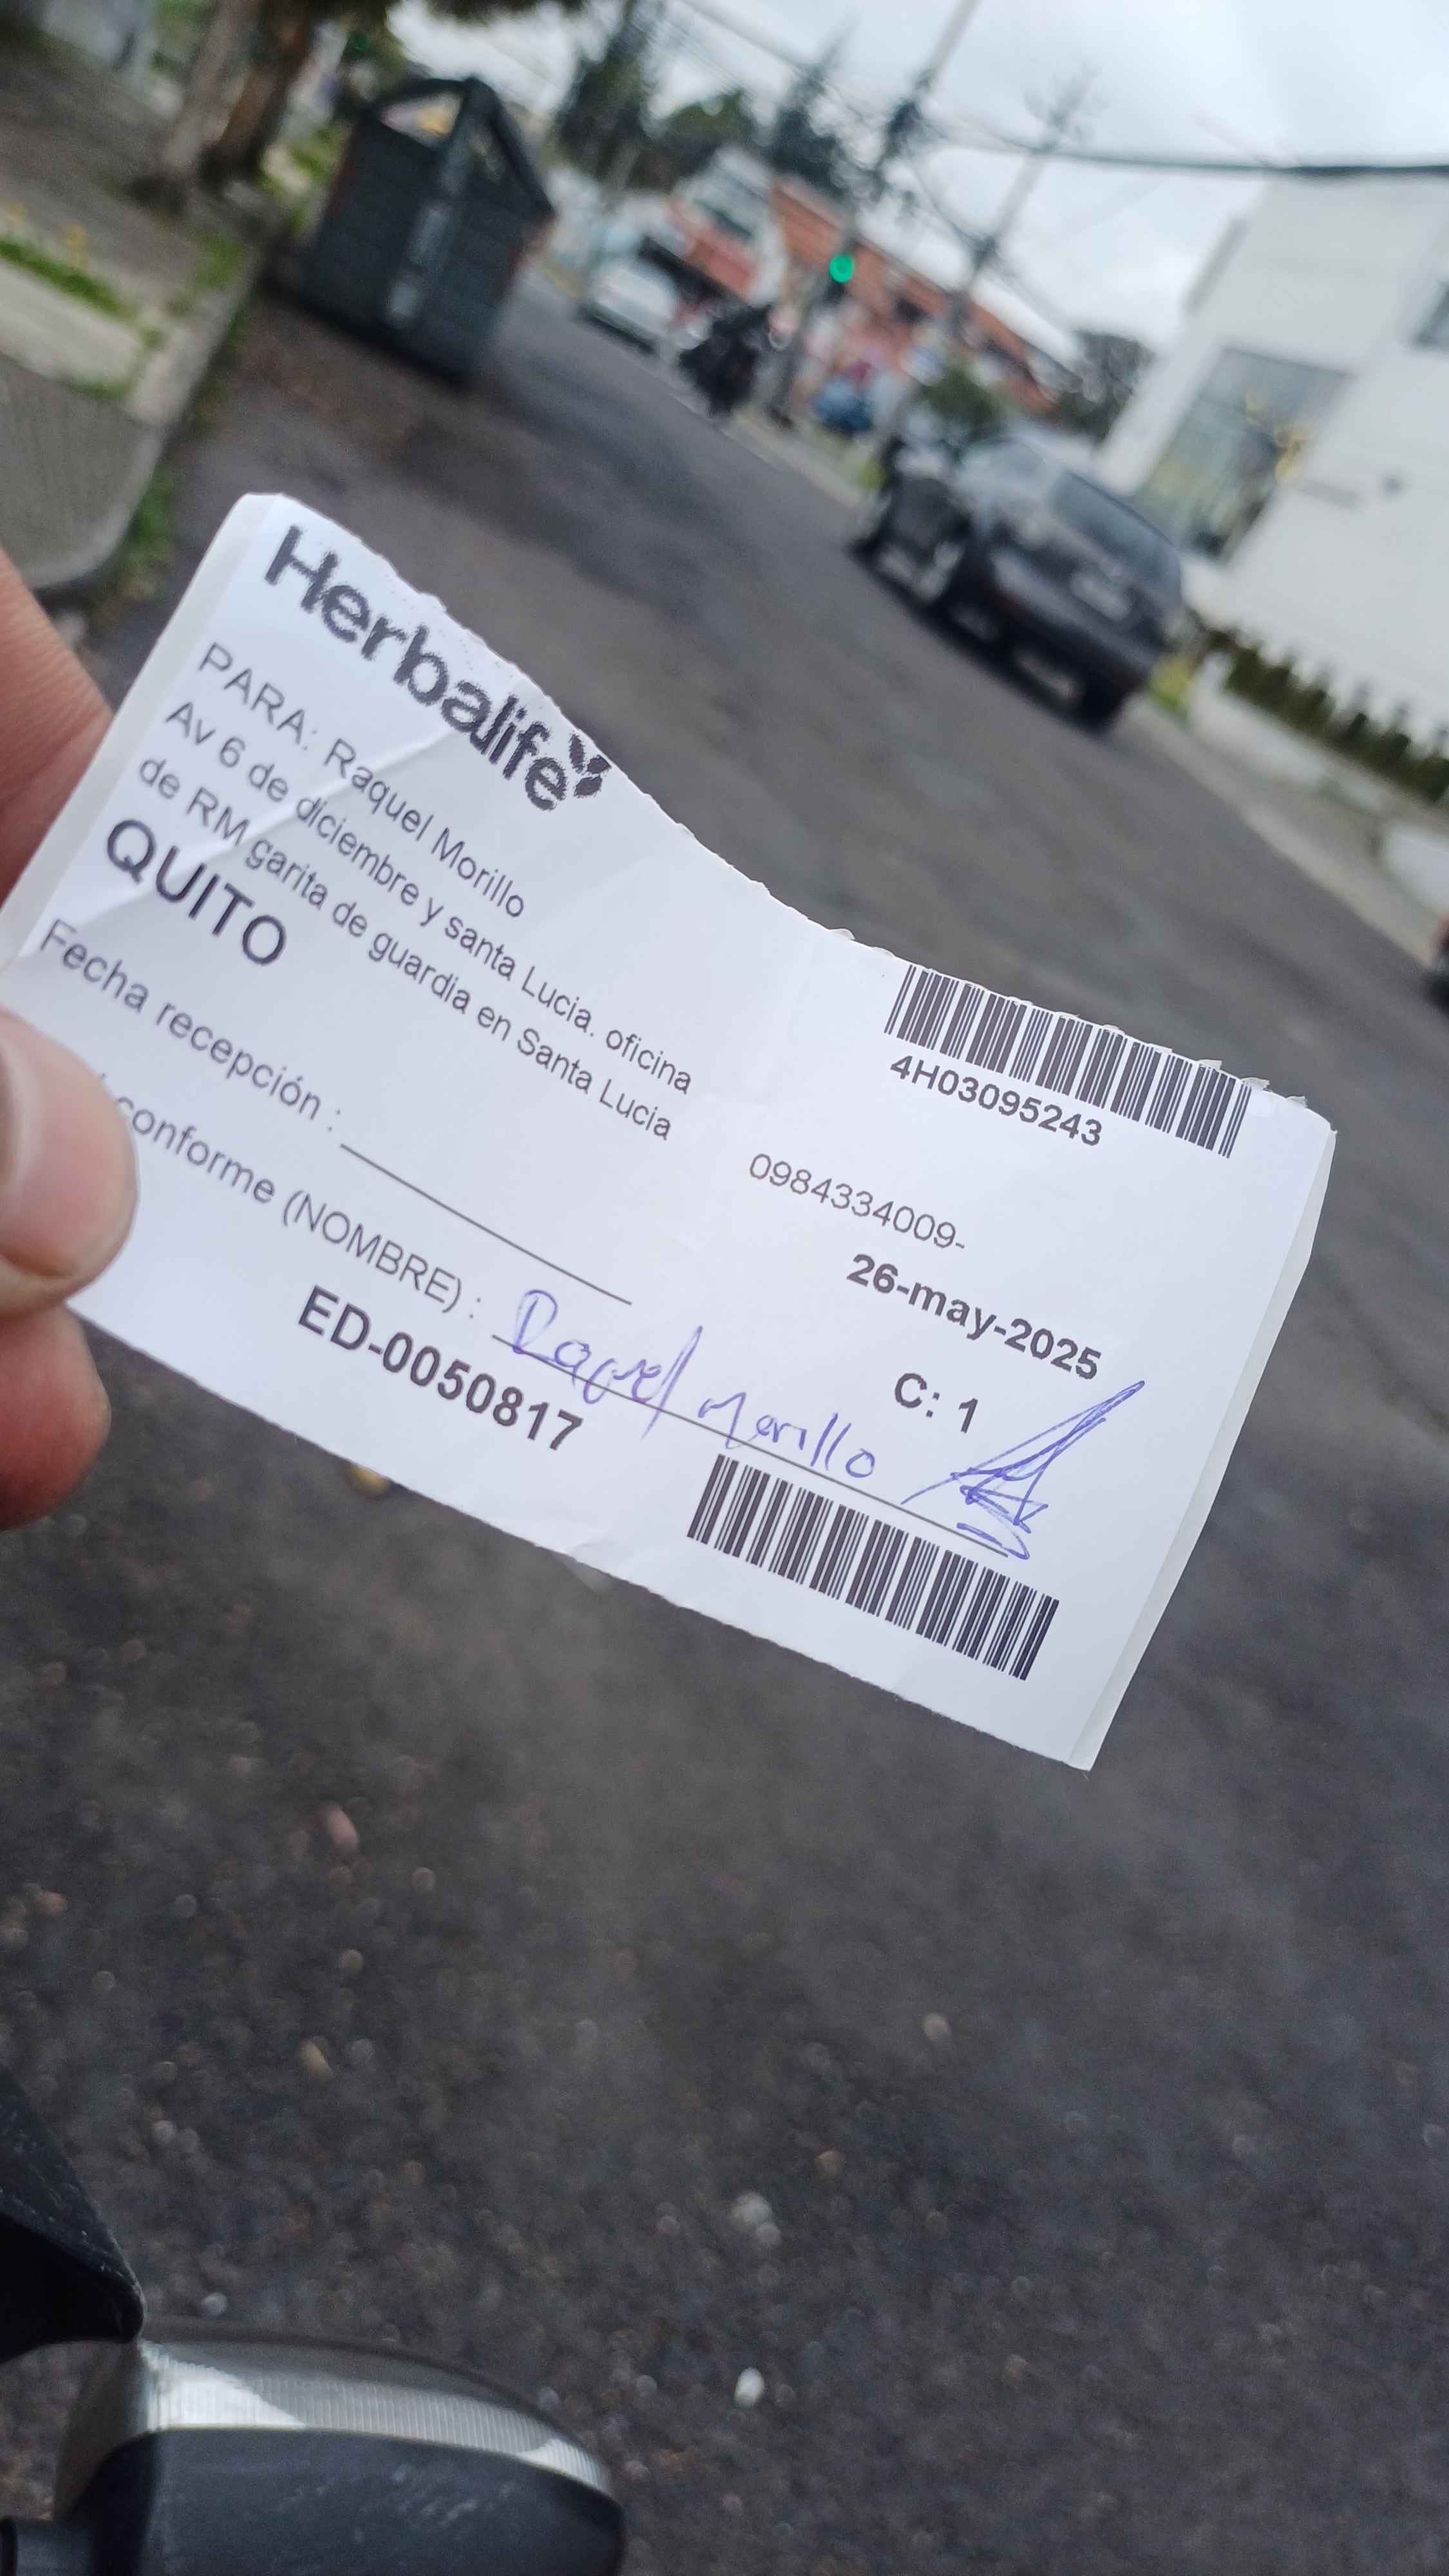 Herbalife
PARA: Raquel Morillo
Av 6 de diciembre y santa Lucia. oficina
de RM garita de guardia en Santa Lucia
QUITO
4H03095243
0984334009-
26-may-2025
Fecha recepción :
conforme (NOMBRE) : Raquel Morillo
C: 1
ED-0050817